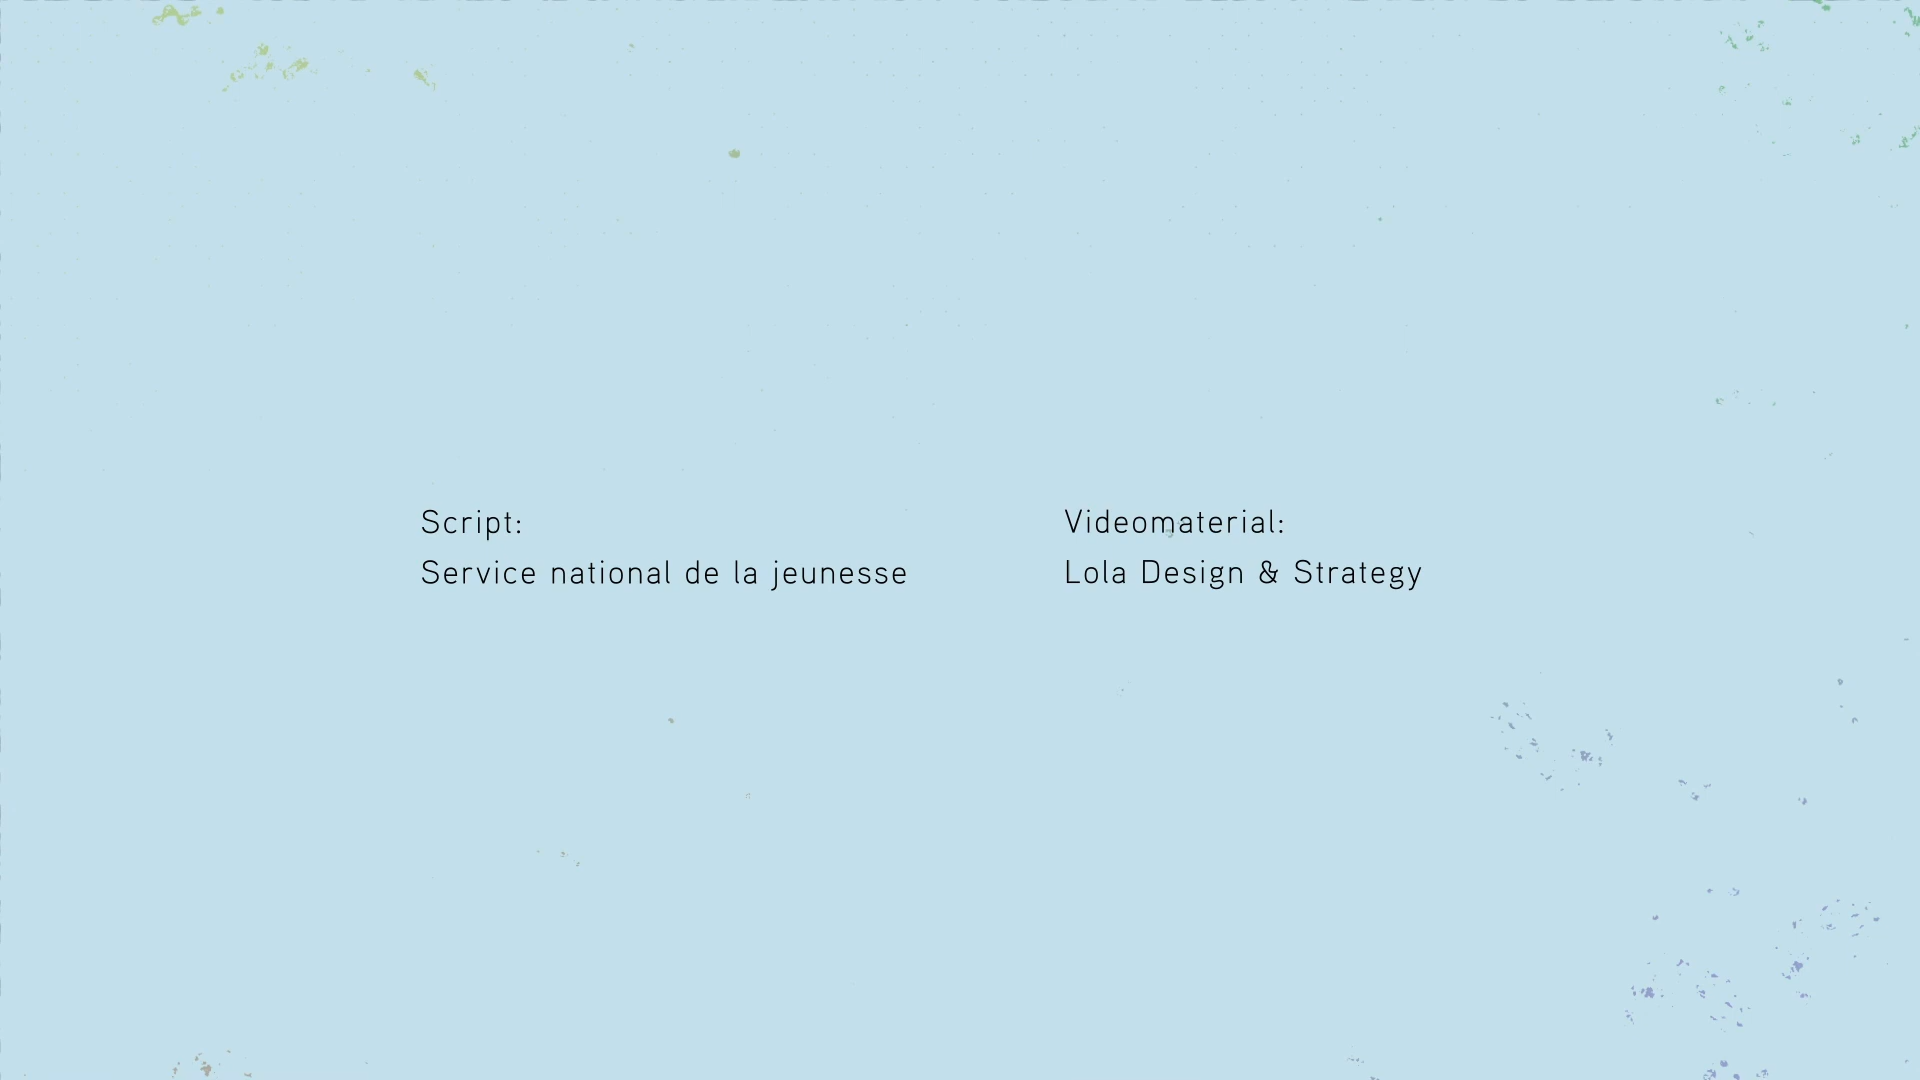 Script:
Service national de la jeunesse
Videomaterial:
Lola Design & Strategy